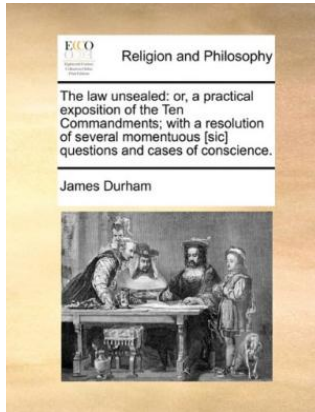 ECCO
Religion and Philosophy
The law unsealed: or, a practical
exposition of the Ten
Commandments; with a resolution
of several momentuous [sic]
questions and cases of conscience.
James Durham